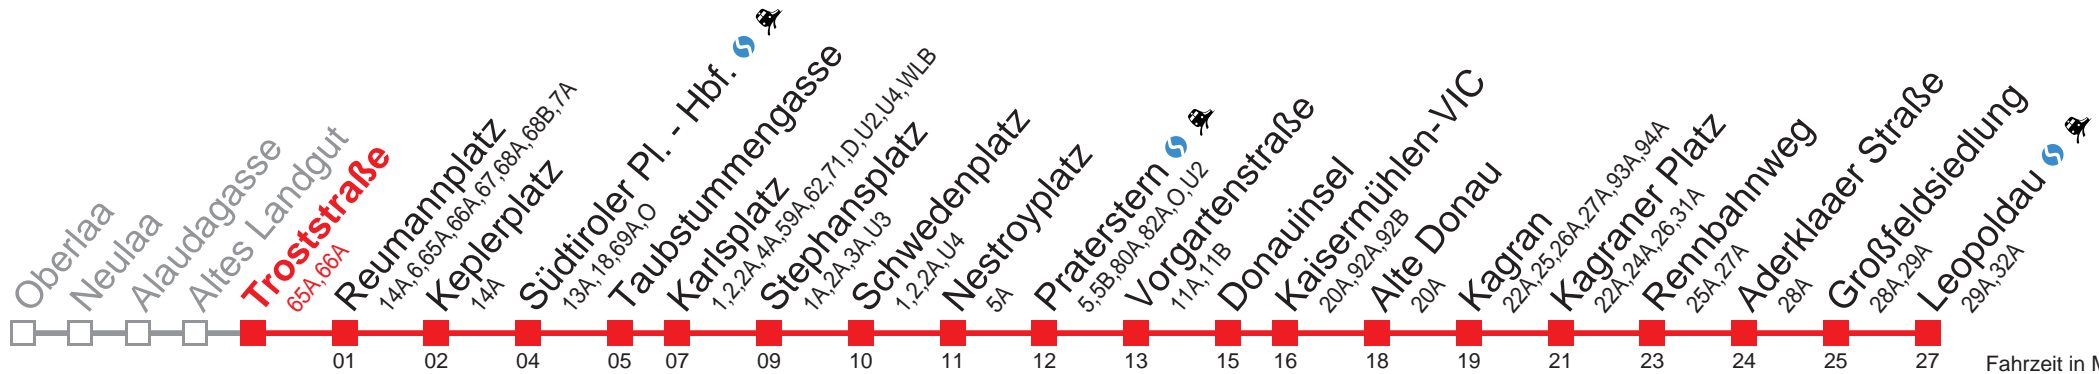 Oberlaa
Neulaa
Alaudagasse
Altes Landgut
Troststraße
65A,66A
Reumannplatz
14A,6,65A,66A,67,68A,68B,7A
Keplerplatz
14A
Südtiroler Pl. - Hbf.
13A,18,69A,O
Taubstummengasse
Karlsplatz
1,2,2A,4A,59A,62,71,D,U2,U4,WLB
Stephansplatz
1A,2A,3A,U3
Schwedenplatz
1,2,2A,U4
Nestroyplatz
5A
Praterstern
5,5B,80A,82A,O,U2
Vorgartenstraße
11A,11B
Donauinsel
Kaisermühlen-VIC
20A,92A,92B
Alte Donau
20A
Kagran
22A,25,26A,27A,93A,94A
Kagraner Platz
22A,24A,26,31A
Rennbahnweg
25A,27A
Aderklaaer Straße
28A
Großfeldsiedlung
28A,29A
Leopoldau
29A,32A
01 02 04 05 07 09 10 11 12 13 15 16 18 19 21 23 24 25 27 Fahrzeit in M